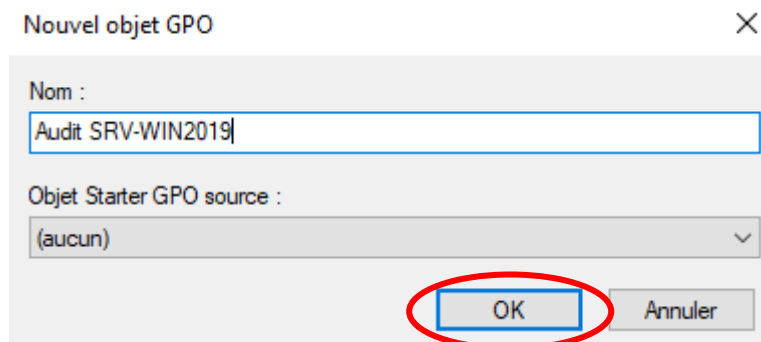 Nouvel objet GPO
Nom :
Audit SRV-WIN2019
Objet Starter GPO source :
(aucun)
OK Annuler